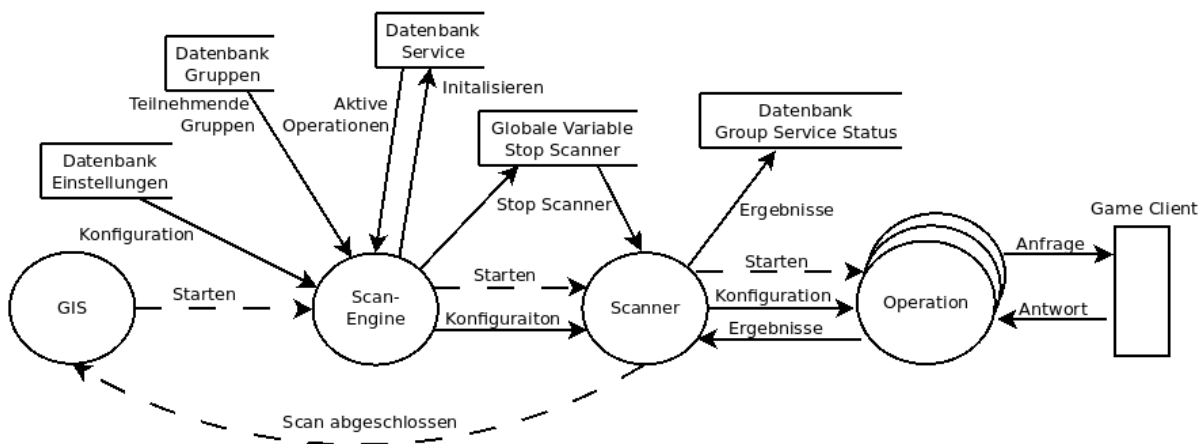 Datenbank
Service
Datenbank
Gruppen
Teilnehmende
Gruppen
Aktive
Operationen
Initalisieren
Globale Variable
Stop Scanner
Datenbank
Group Service Status
Datenbank
Einstellungen
Konfiguration
Stop Scanner
Ergebnisse
Game Client
GIS
Starten
Scan-
Engine
Starten
Konfiguraiton
Scanner
Starten
Konfiguration
Ergebnisse
Operation
Anfrage
Antwort
Scan abgeschlossen